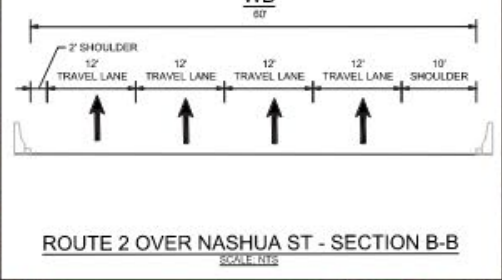 WB
60'
2' SHOULDER
12' 12' 12' 12' 10'
TRAVEL LANE TRAVEL LANE TRAVEL LANE TRAVEL LANE SHOULDER
ROUTE 2 OVER NASHUA ST - SECTION B-B
SCALE: NTS